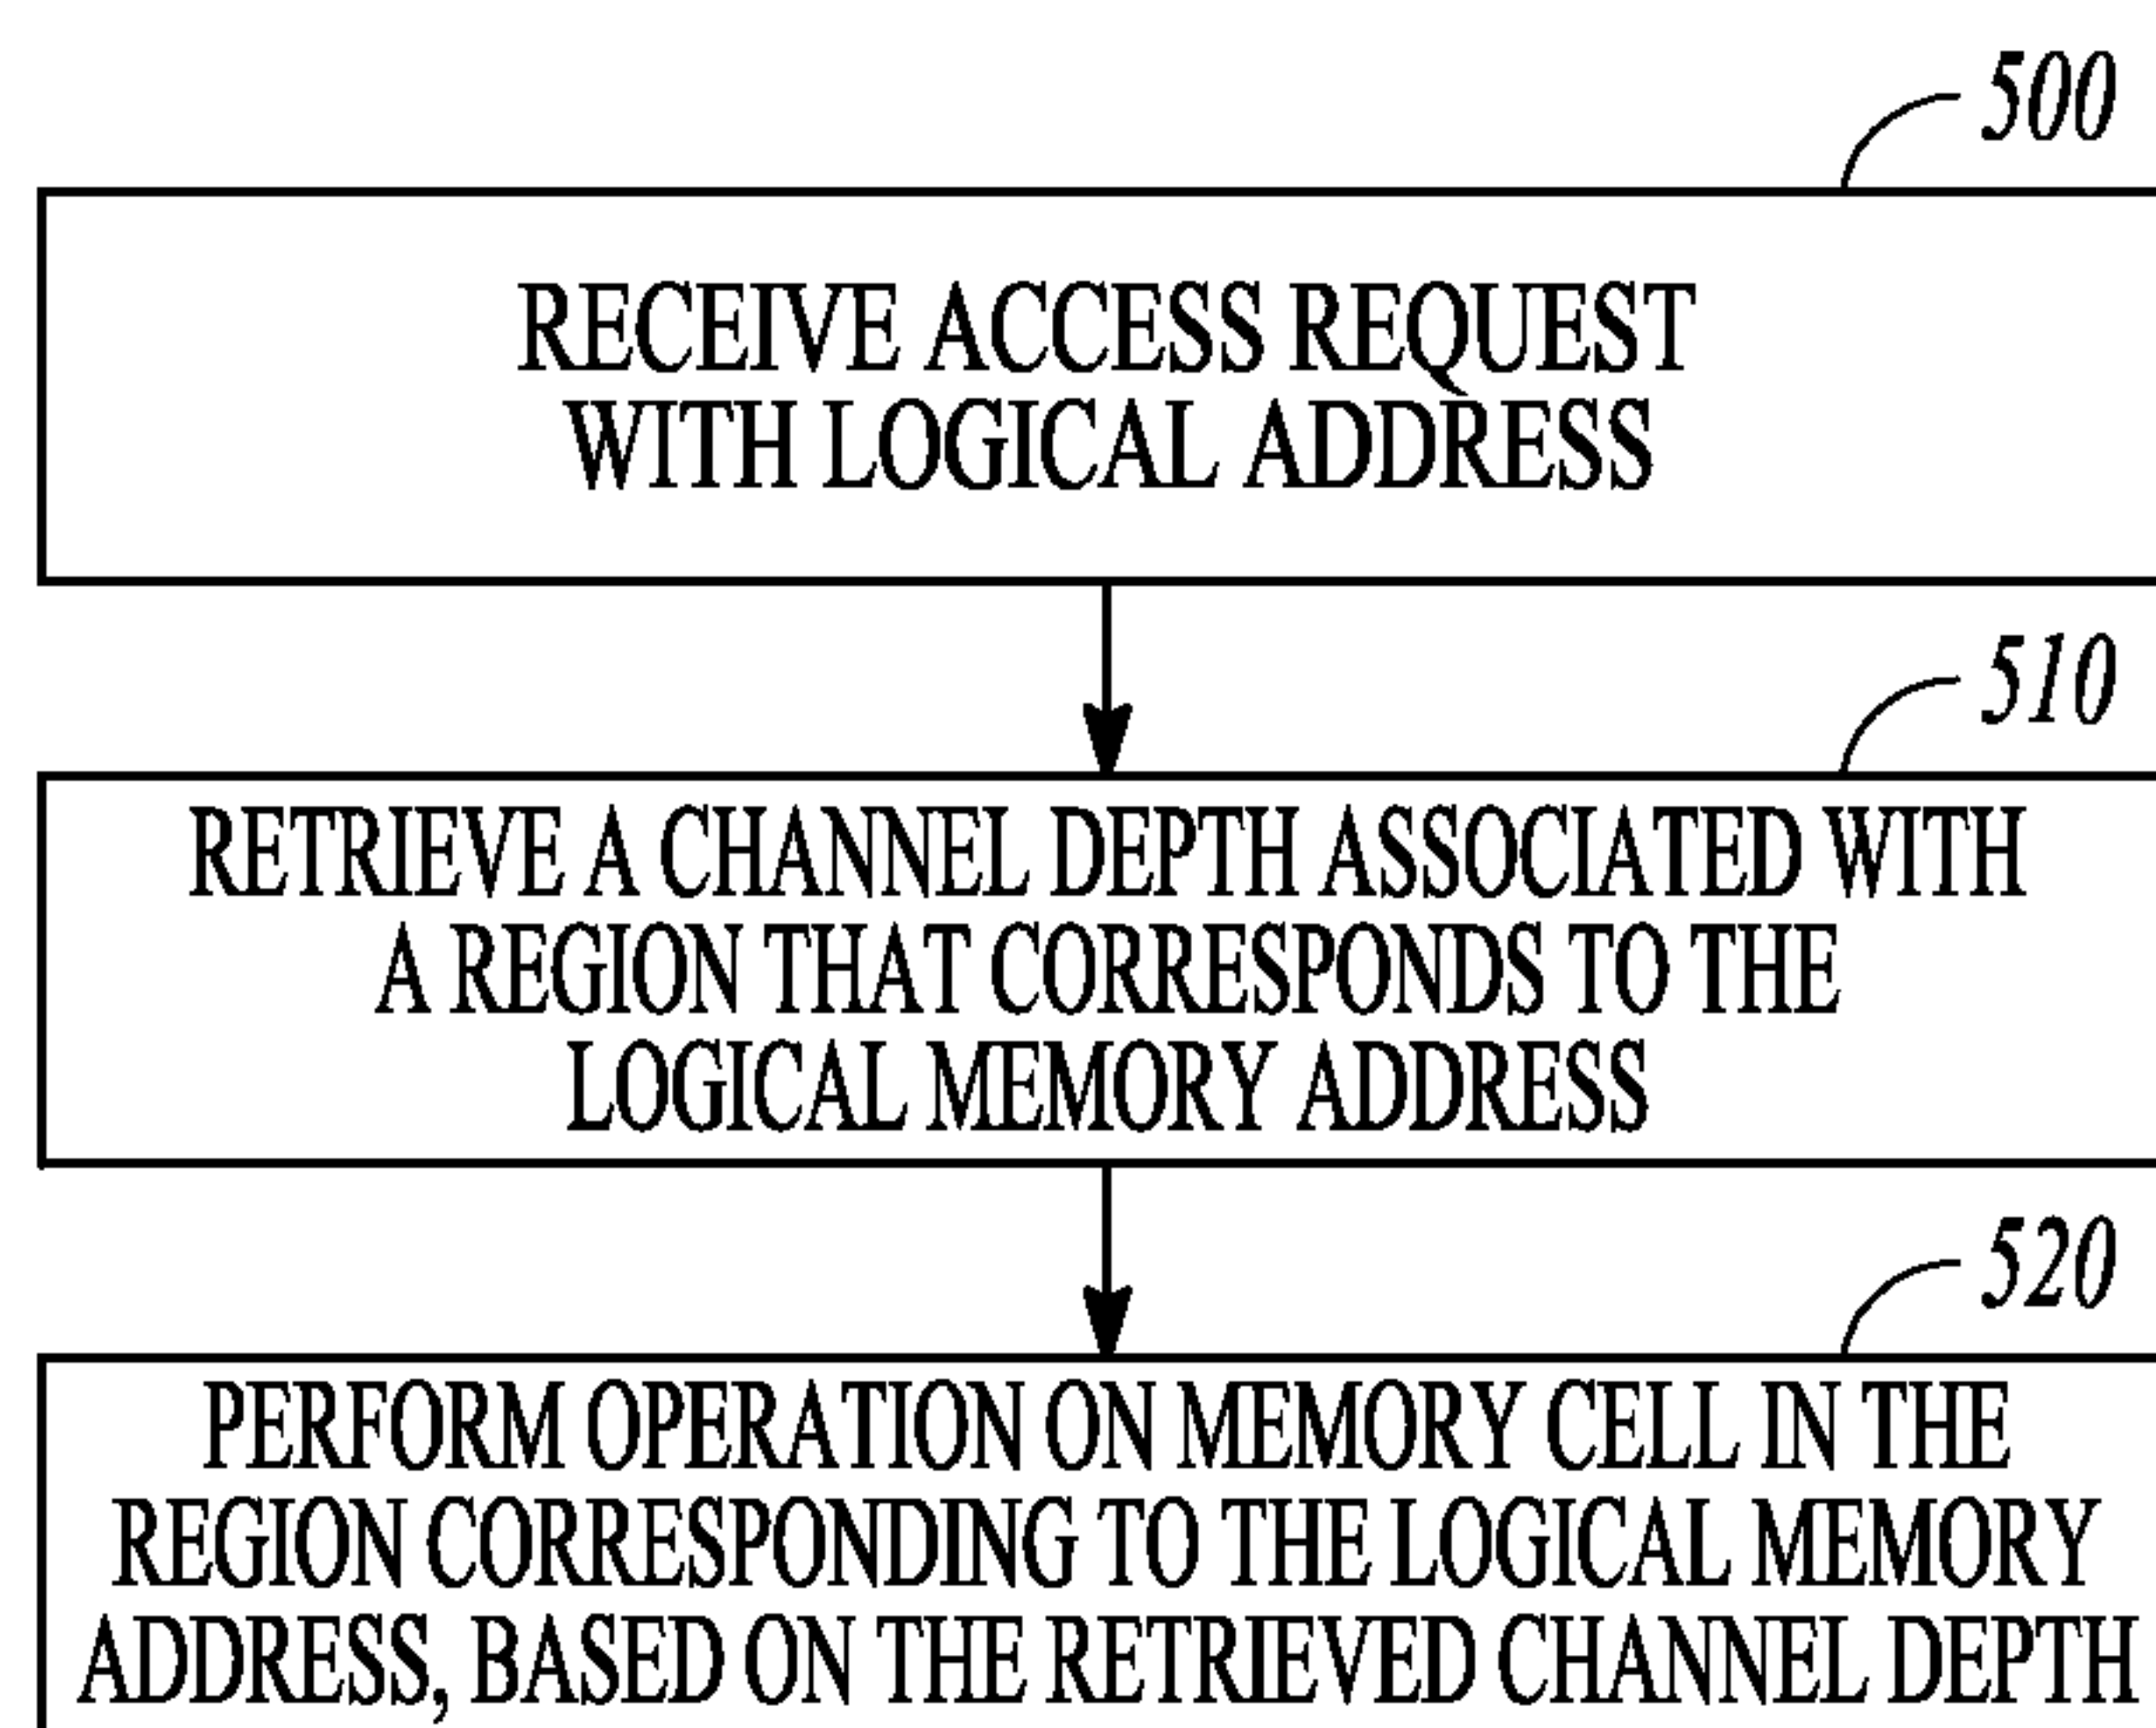 500
RECEIVE ACCESS REQUEST
WITH LOGICAL ADDRESS
510
RETRIEVE A CHANNEL DEPTH ASSOCIATED WITH
A REGION THAT CORRESPONDS TO THE
LOGICAL MEMORY ADDRESS
520
PERFORM OPERATION ON MEMORY CELL IN THE
REGION CORRESPONDING TO THE LOGICAL MEMORY
ADDRESS, BASED ON THE RETRIEVED CHANNEL DEPTH